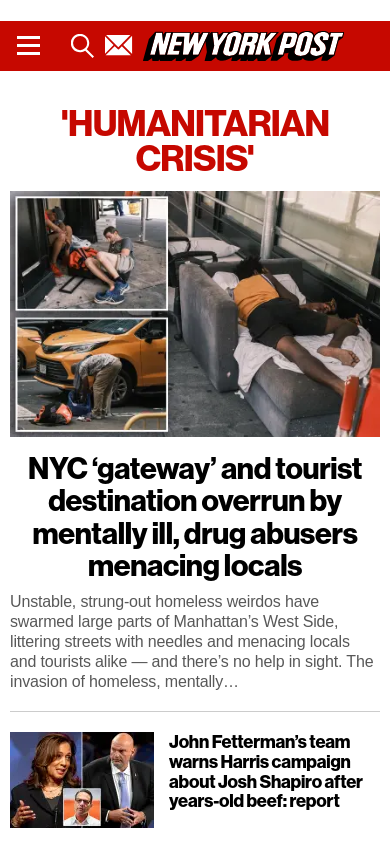 NEW YORK POST
'HUMANITARIAN
CRISIS'
NYC ‘gateway’ and tourist
destination overrun by
mentally ill, drug abusers
menacing locals
Unstable, strung-out homeless weirdos have
swarmed large parts of Manhattan’s West Side,
littering streets with needles and menacing locals
and tourists alike — and there’s no help in sight. The
invasion of homeless, mentally…
John Fetterman’s team
warns Harris campaign
about Josh Shapiro after
years-old beef: report